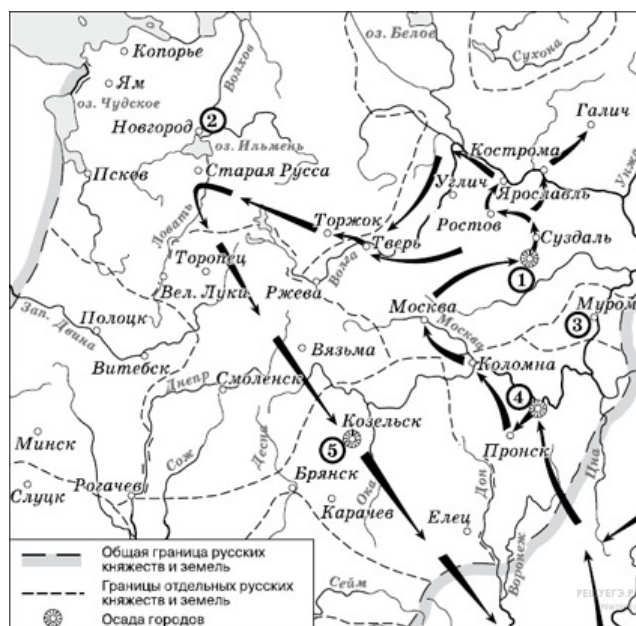 оз. Белое
Сухона
Копорье
Волхов
Ям
оз. Чудское
Галич
2
Новгород
оз. Ильмень
Кострома
Унжа
Псков
Старая Русса
Углич
Ярославль
Ловать
Торжок
Ростов
Тверь
Суздаль
Торопец
Волга
1
Вел. Луки
Ржева
Москва
Муром
Зап. Двина
Полоцк
Москва
3
Вязьма
Коломна
Витебск
Днепр
Смоленск
4
Козельск
Минск
5
Пронск
Сож
Десна
Цна
Слуцк
Рогачев
Брянск
Ока
Дон
Карачев
Елец
Воронеж
Сейм
Общая граница русских
княжеств и земель
Границы отдельных русских
княжеств и земель
Осада городов